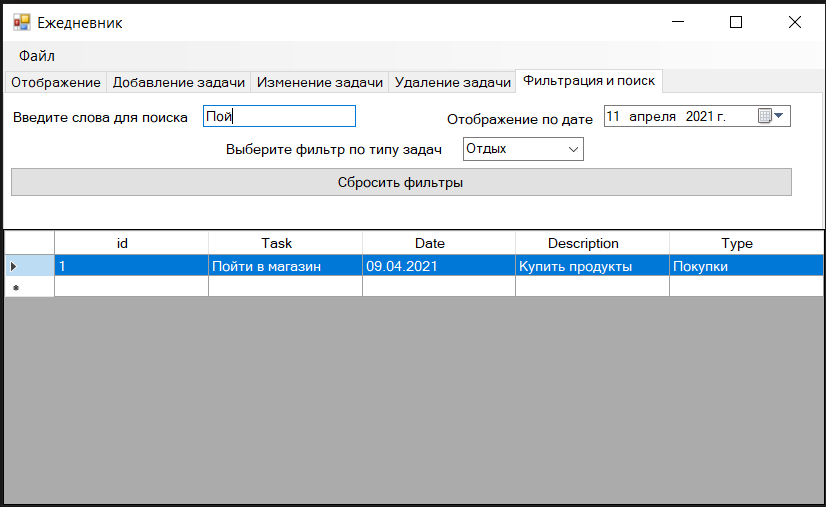 Ежедневник
Файл
Отображение Добавление задачи Изменение задачи Удаление задачи Фильтрация и поиск
Введите слова для поиска Пой Отображение по дате 11 апреля 2021 г.
Выберите фильтр по типу задач Отдых
Сбросить фильтры
id Task Date Description Type
1 Пойти в магазин 09.04.2021 Купить продукты Покупки